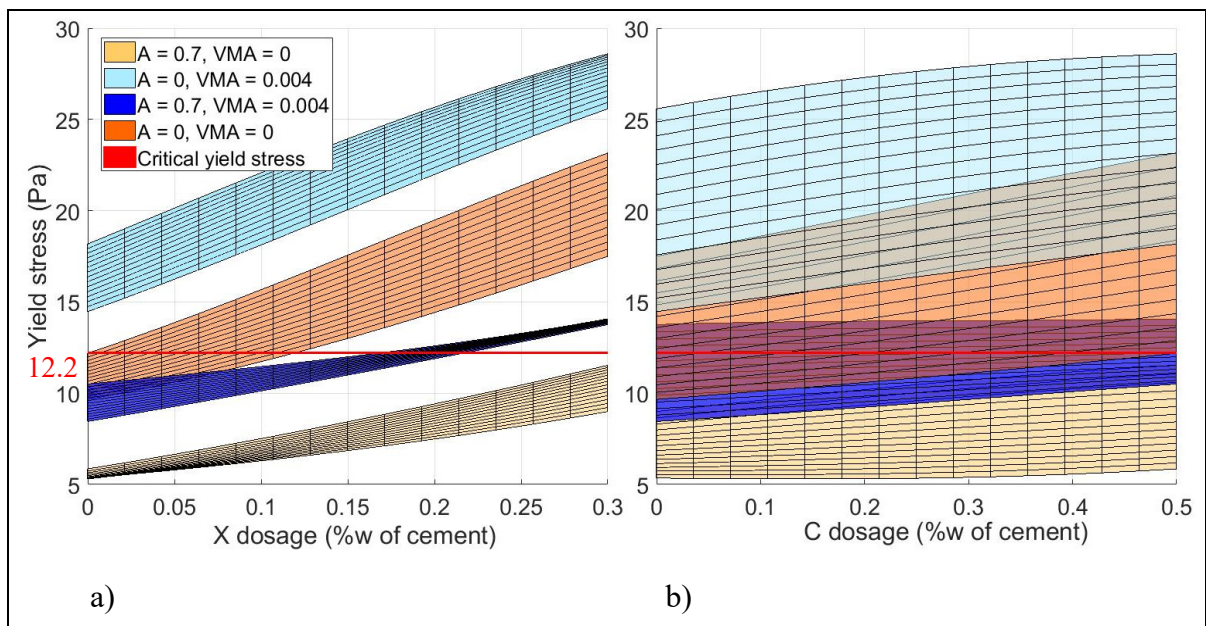 30
25
20
15
10
5
12.2
Yield stress (Pa)
A = 0.7, VMA = 0
A = 0, VMA = 0.004
A = 0.7, VMA = 0.004
A = 0, VMA = 0
Critical yield stress
0 0.05 0.1 0.15 0.2 0.25 0.3
X dosage (%w of cement)
a)
30
25
20
15
10
5
0 0.1 0.2 0.3 0.4 0.5
C dosage (%w of cement)
b)